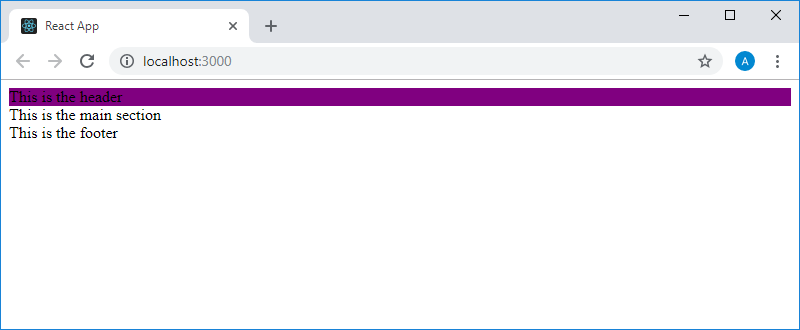 React App
localhost:3000
A
This is the header
This is the main section
This is the footer